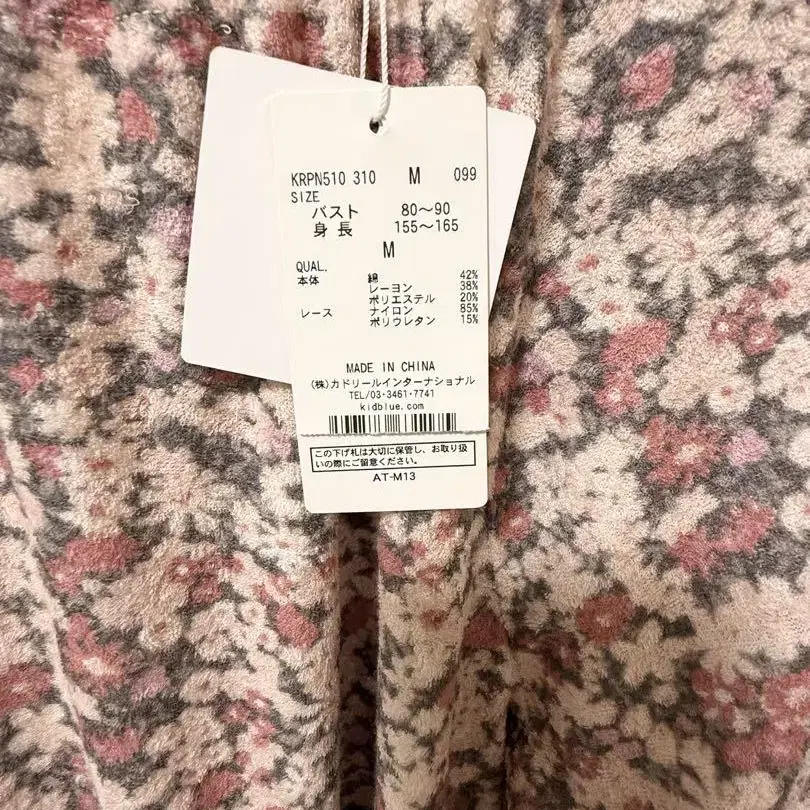 KRPN510 310 M 099
SIZE
バスト 80～90
身長 155～165
M
QUAL.
本体 綿 42%
レーヨン 38%
ポリエステル 20%
レース ナイロン 85%
ポリウレタン 15%
MADE IN CHINA
(株)カドリールインターナショナル
TEL/03-3461-7741
kidblue.com
この下げ札は大切に保管し、お取り扱
いの際にご留意ください。
AT-M13